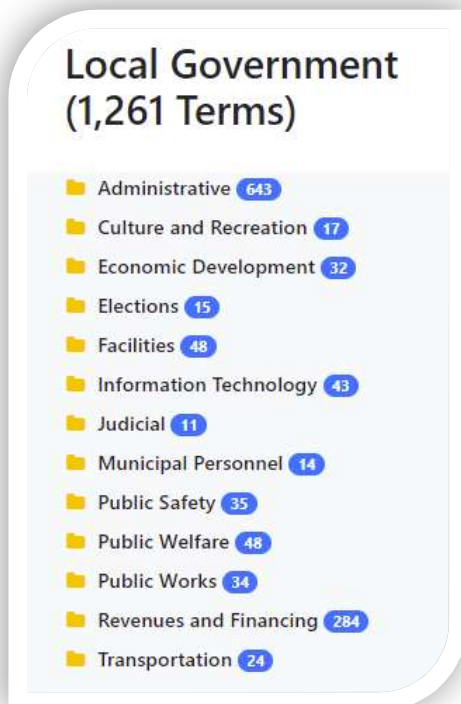 Local Government
(1,261 Terms)
Administrative 643
Culture and Recreation 17
Economic Development 32
Elections 15
Facilities 48
Information Technology 43
Judicial 11
Municipal Personnel 14
Public Safety 35
Public Welfare 48
Public Works 34
Revenues and Financing 284
Transportation 24